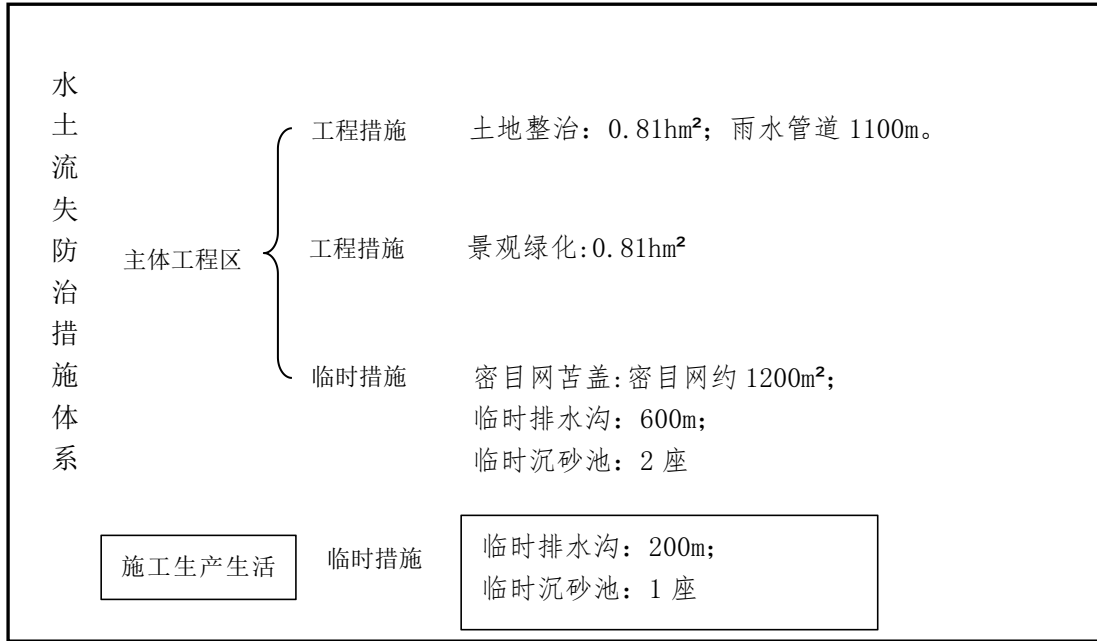 水土流失防治措施体系
主体工程区
工程措施 土地整治：0.81hm²；雨水管道 1100m。
工程措施 景观绿化:0.81hm²
临时措施 密目网苫盖:密目网约 1200m²；
临时排水沟：600m；
临时沉砂池：2 座
施工生产生活 临时措施
临时排水沟：200m；
临时沉砂池：1 座